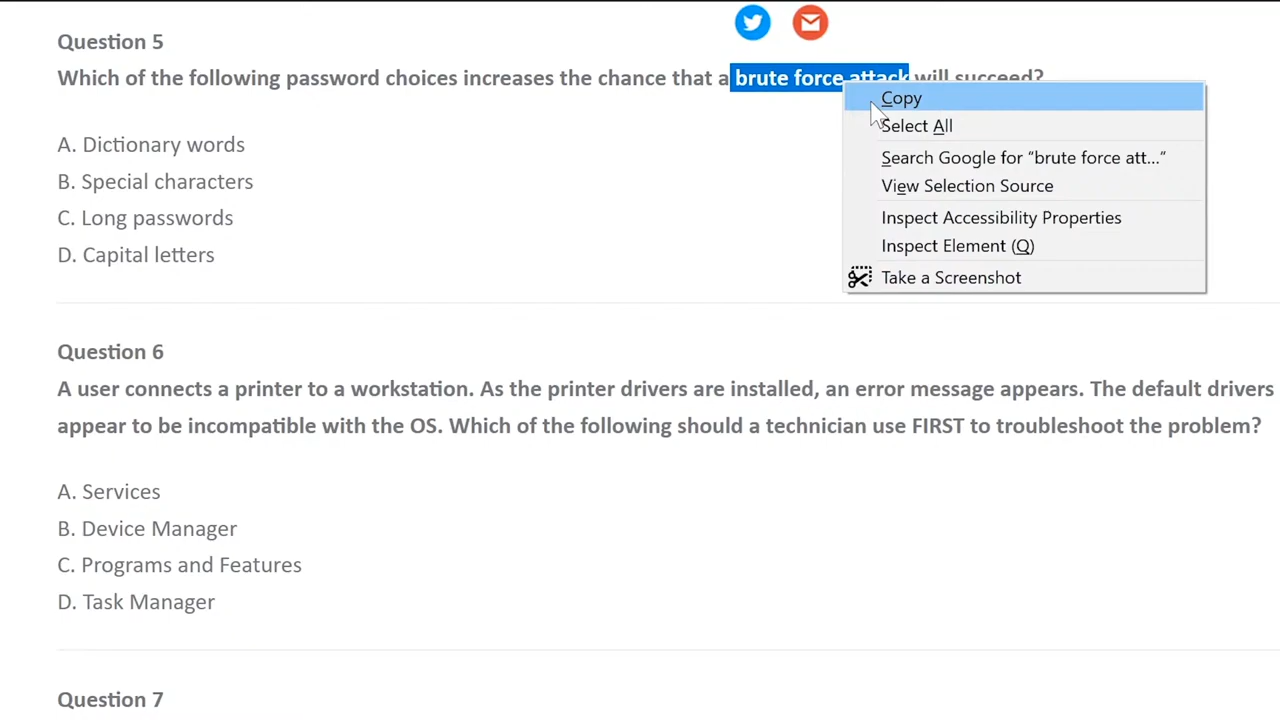 Question 5
Which of the following password choices increases the chance that a brute force attack will succeed?
Copy
Select All
Search Google for “brute force att...“
View Selection Source
Inspect Accessibility Properties
Inspect Element (Q)
Take a Screenshot
A. Dictionary words
B. Special characters
C. Long passwords
D. Capital letters
Question 6
A user connects a printer to a workstation. As the printer drivers are installed, an error message appears. The default drivers
appear to be incompatible with the OS. Which of the following should a technician use FIRST to troubleshoot the problem?
A. Services
B. Device Manager
C. Programs and Features
D. Task Manager
Question 7